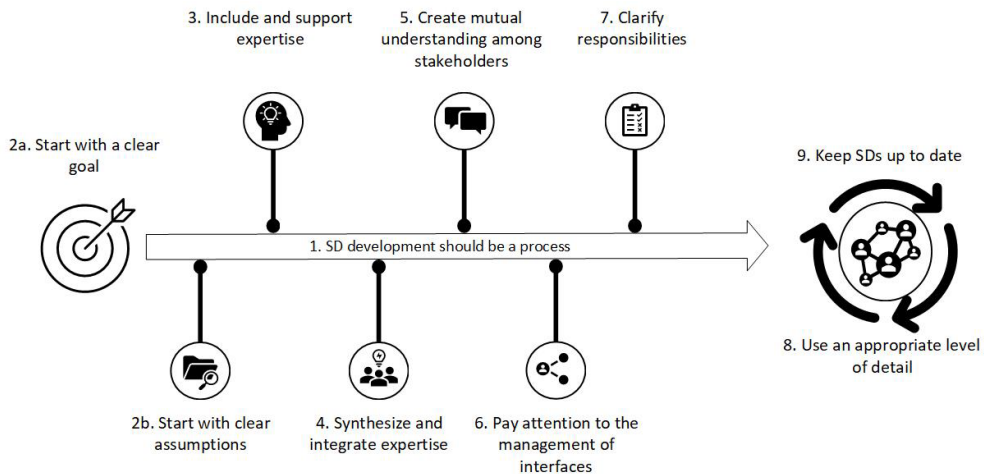 3. Include and support
expertise
5. Create mutual
understanding among
stakeholders
7. Clarify
responsibilities
2a. Start with a clear
goal
9. Keep SDs up to date
1. SD development should be a process
8. Use an appropriate level
of detail
2b. Start with clear
assumptions
4. Synthesize and
integrate expertise
6. Pay attention to the
management of
interfaces